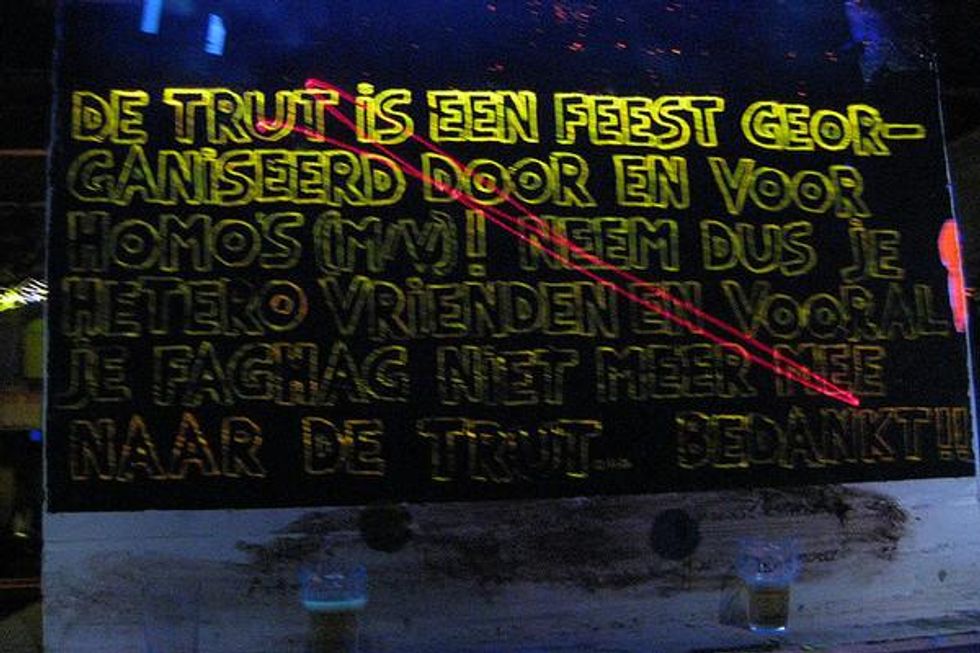 DE TRUT iS EEN FEEST GEOR-
GANiSEERD DOOR EN VOOR
HOMO'S (M/V)! NEEM DUS JE
HETERO VRiENDEN EN VOORAL
JE FAGHAG NiET MEER MEE
NAAR DE TRUT... BEDANKT!!